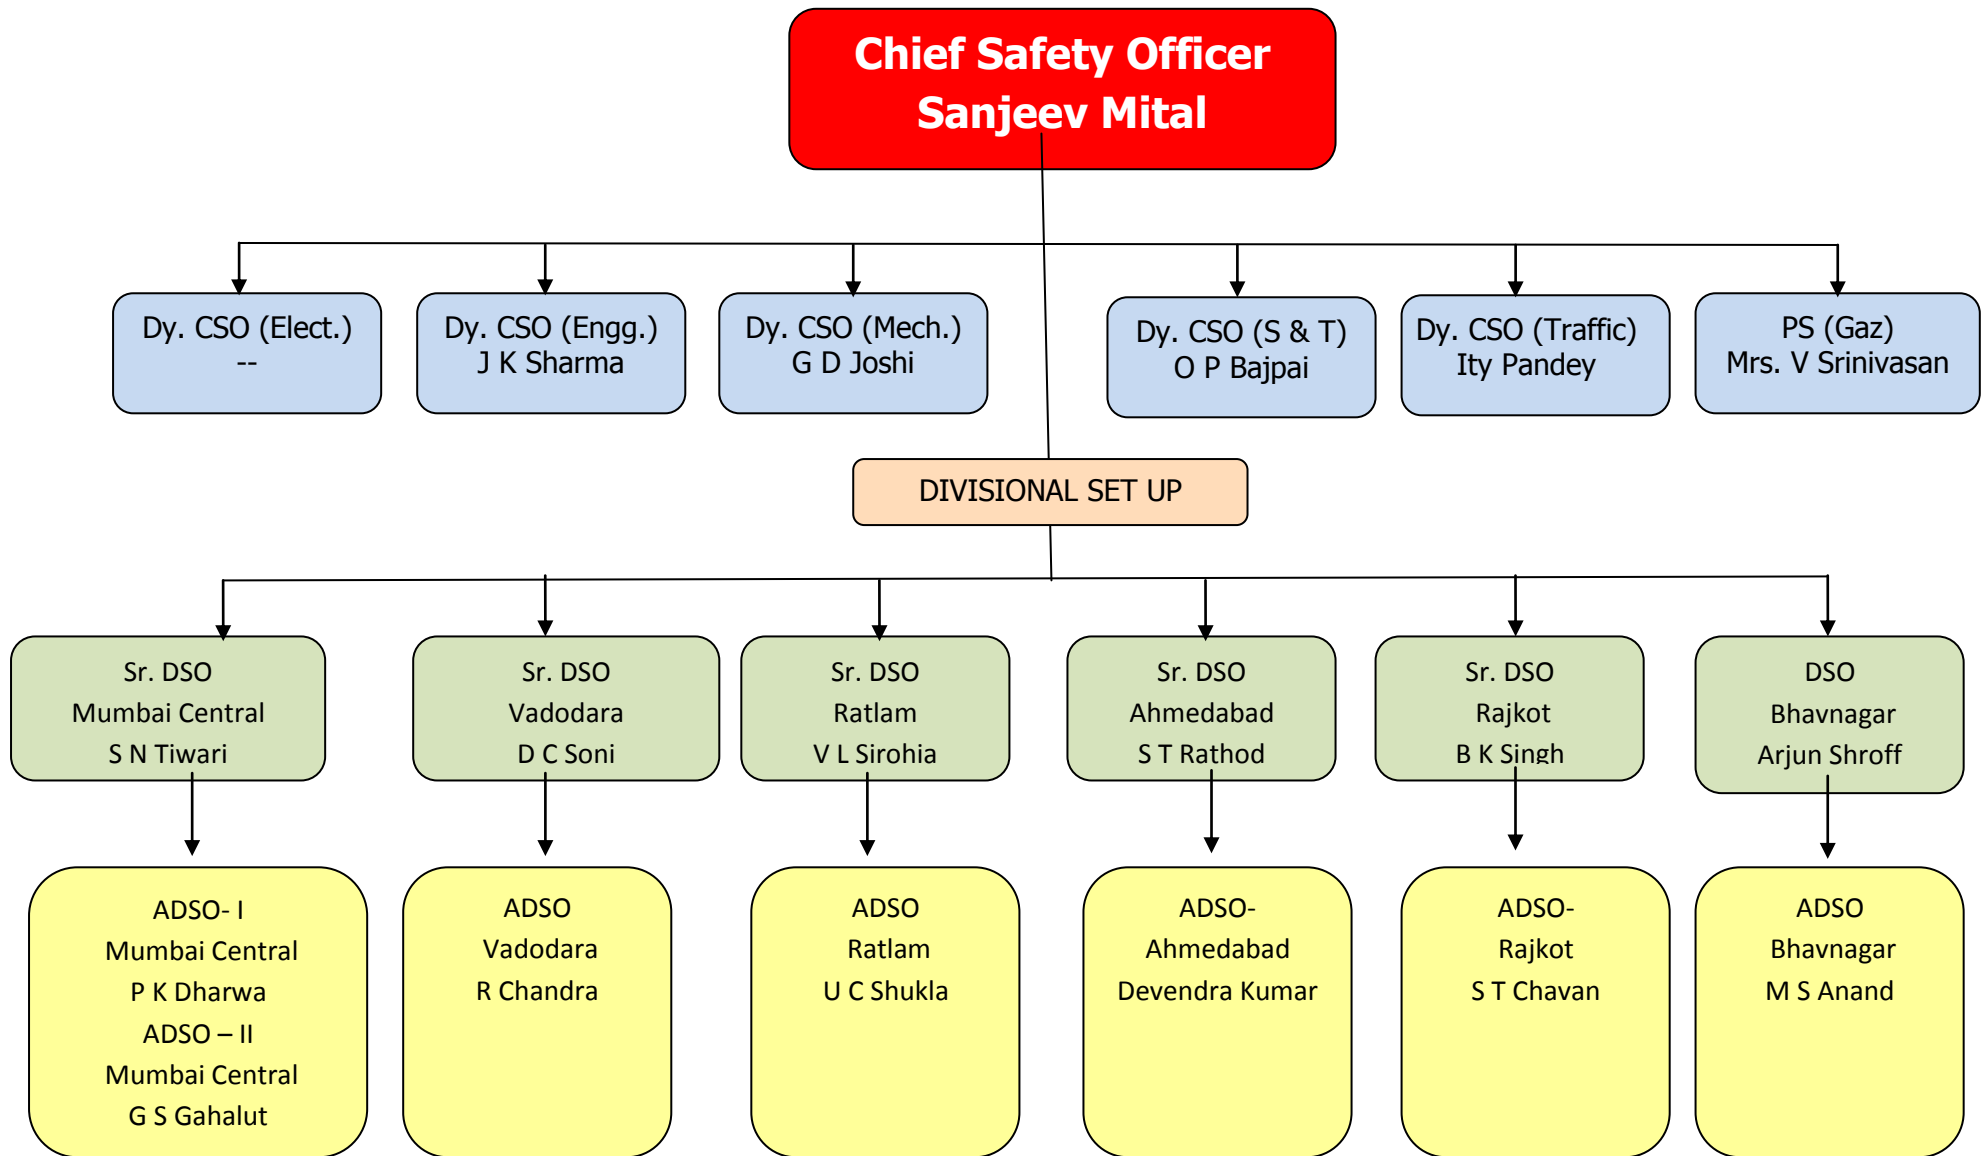 Chief Safety Officer
Sanjeev Mital
Dy. CSO (Elect.)
--
Dy. CSO (Engg.)
J K Sharma
Dy. CSO (Mech.)
G D Joshi
Dy. CSO (S & T)
O P Bajpai
Dy. CSO (Traffic)
Ity Pandey
PS (Gaz)
Mrs. V Srinivasan
DIVISIONAL SET UP
Sr. DSO
Mumbai Central
S N Tiwari
Sr. DSO
Vadodara
D C Soni
Sr. DSO
Ratlam
V L Sirohia
Sr. DSO
Ahmedabad
S T Rathod
Sr. DSO
Rajkot
B K Singh
DSO
Bhavnagar
Arjun Shroff
ADSO- I
Mumbai Central
P K Dharwa
ADSO – II
Mumbai Central
G S Gahalut
ADSO
Vadodara
R Chandra
ADSO
Ratlam
U C Shukla
ADSO-
Ahmedabad
Devendra Kumar
ADSO-
Rajkot
S T Chavan
ADSO
Bhavnagar
M S Anand